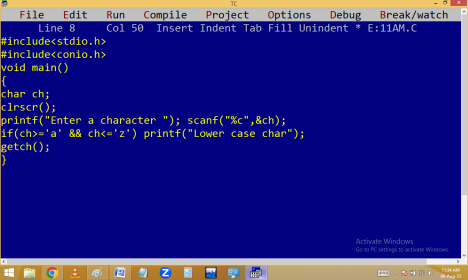 TC
File Edit Run Compile Project Options Debug Break/watch
Line 8 Col 50 Insert Indent Tab Fill Unindent * E:11AM.C
#include<stdio.h>
#include<conio.h>
void main()
{
char ch;
clrscr();
printf("Enter a character "); scanf("%c",&ch);
if(ch>='a' && ch<='z') printf("Lower case char");
getch();
}
Activate Windows
Go to PC settings to activate Windows.